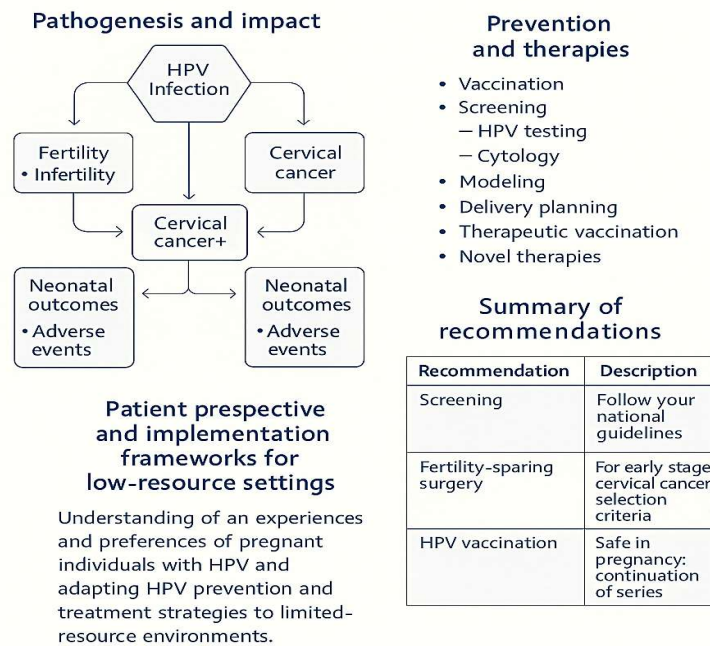 Pathogenesis and impact
HPV
Infection
Fertility
• Infertility
Cervical
cancer
Cervical
cancer+
Neonatal
outcomes
• Adverse
events
Neonatal
outcomes
• Adverse
events
Patient prespective
and implementation
frameworks for
low-resource settings
Understanding of an experiences
and preferences of pregnant
individuals with HPV and
adapting HPV prevention and
treatment strategies to limited-
resource environments.
Prevention
and therapies
• Vaccination
• Screening
– HPV testing
– Cytology
• Modeling
• Delivery planning
• Therapeutic vaccination
• Novel therapies
Summary of
recommendations
Recommendation Description
Screening
Follow your
national
guidelines
Fertility-sparing
surgery
For early stage
cervical cancer
selection
criteria
HPV vaccination
Safe in
pregnancy:
continuation
of series